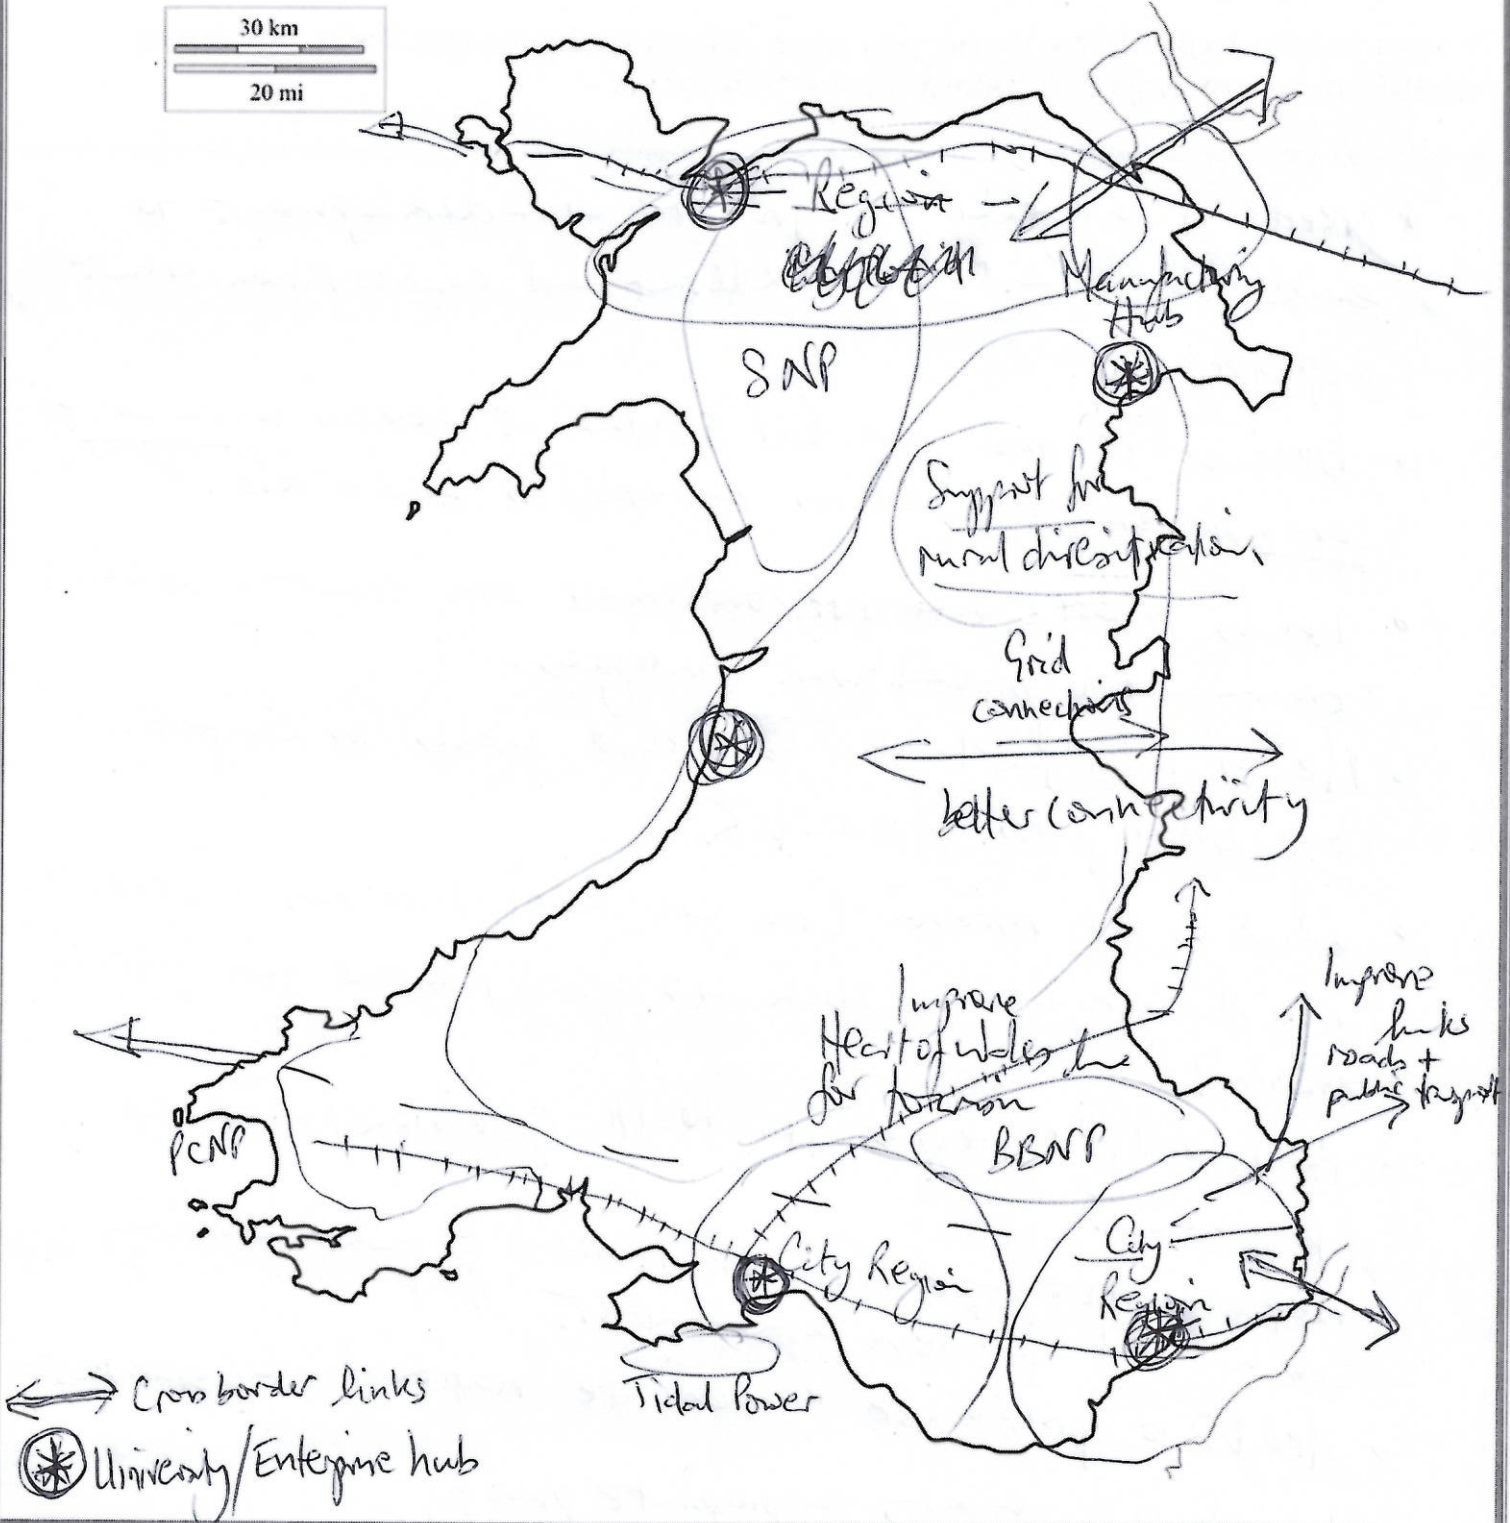 30 km
20 mi
Region
SNP
Manufacturing
Hub
Support for
rural diversification
Grid
connections
better connectivity
Improve
Heart of Wales line
for tourism
Improve
links
roads +
public transport
PCNP
BBNP
City Region
City
Region
Tidal Power
Cross border links
University/Enterprise hub